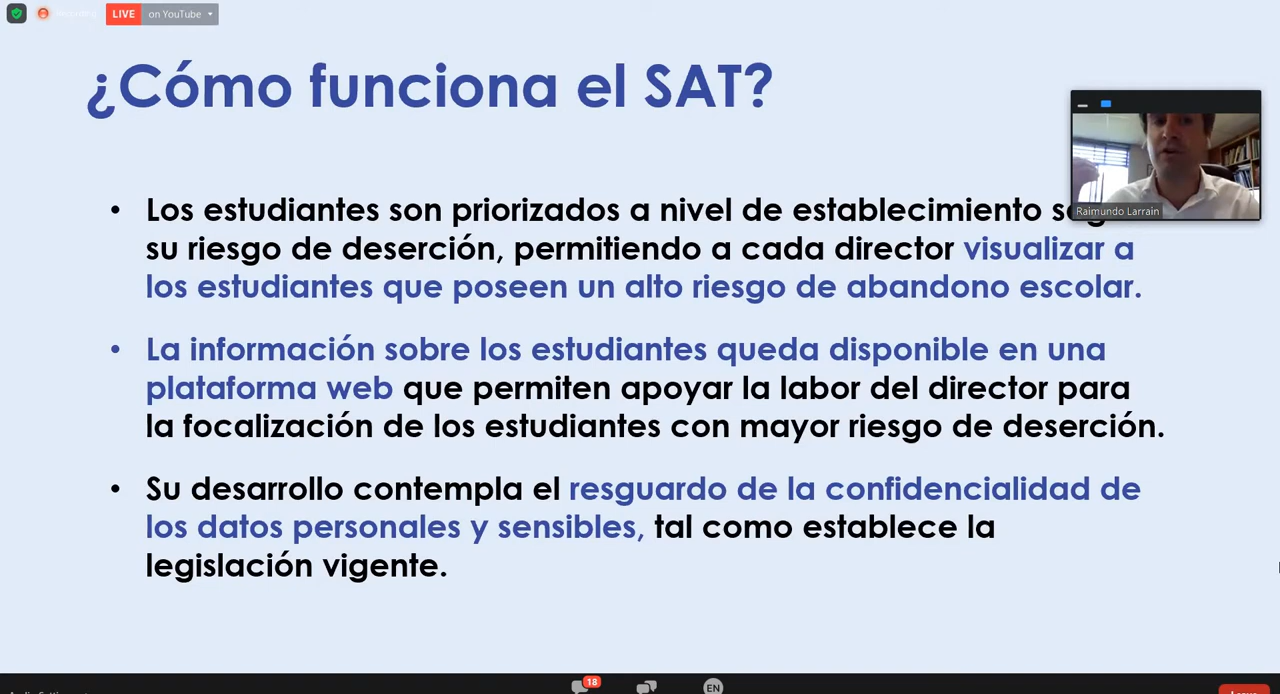 LIVE on YouTube
¿Cómo funciona el SAT?
Raimundo Larrain
• Los estudiantes son priorizados a nivel de establecimiento
su riesgo de deserción, permitiendo a cada director visualizar a
los estudiantes que poseen un alto riesgo de abandono escolar.
• La información sobre los estudiantes queda disponible en una
plataforma web que permiten apoyar la labor del director para
la focalización de los estudiantes con mayor riesgo de deserción.
• Su desarrollo contempla el resguardo de la confidencialidad de
los datos personales y sensibles, tal como establece la
legislación vigente.
18
EN